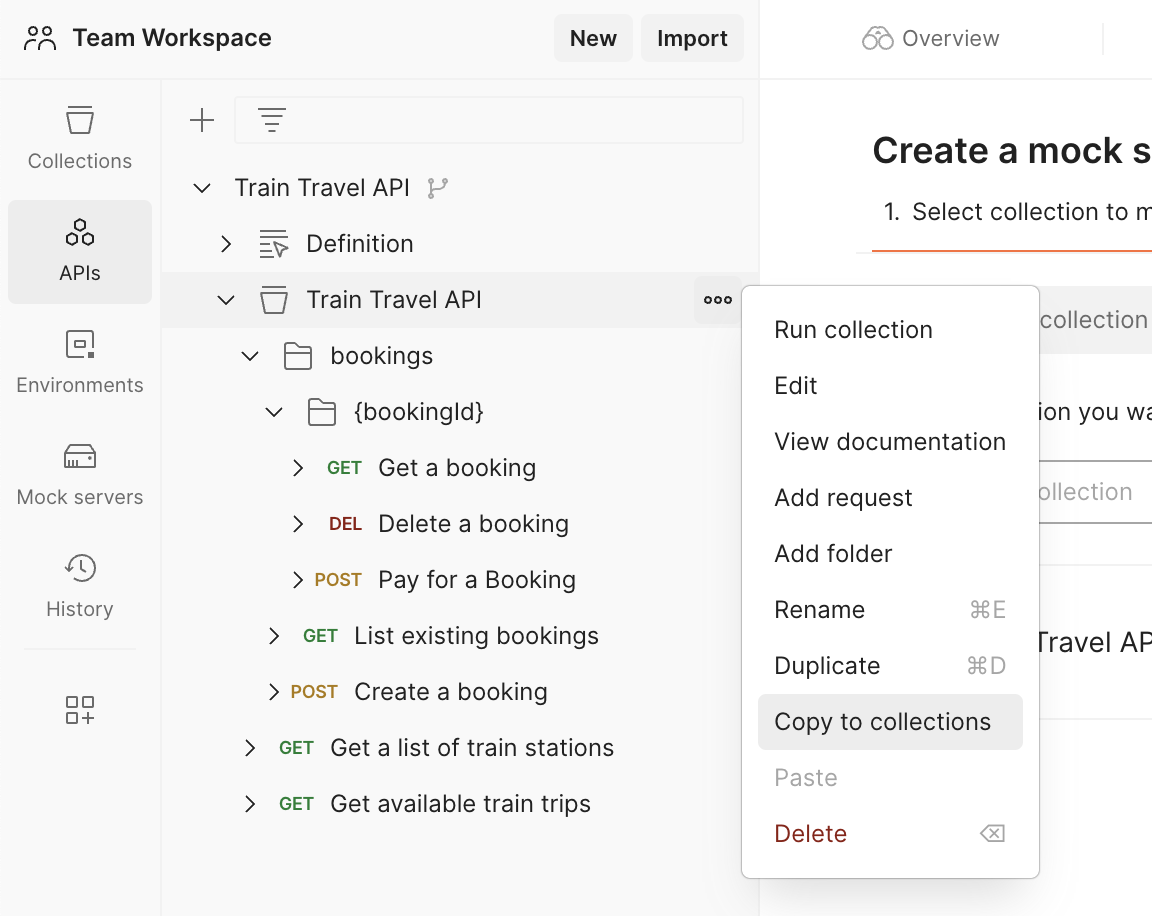 Team Workspace
New
Import
Overview
Collections
APIs
Environments
Mock servers
History
Train Travel API
Definition
Train Travel API
bookings
{bookingId}
GET Get a booking
DEL Delete a booking
POST Pay for a Booking
GET List existing bookings
POST Create a booking
GET Get a list of train stations
GET Get available train trips
Run collection
Edit
View documentation
Add request
Add folder
Rename ⌘E
Duplicate ⌘D
Copy to collections
Paste
Delete
Create a mock s
1. Select collection to m
collection
ion you wa
ollection
Travel AP